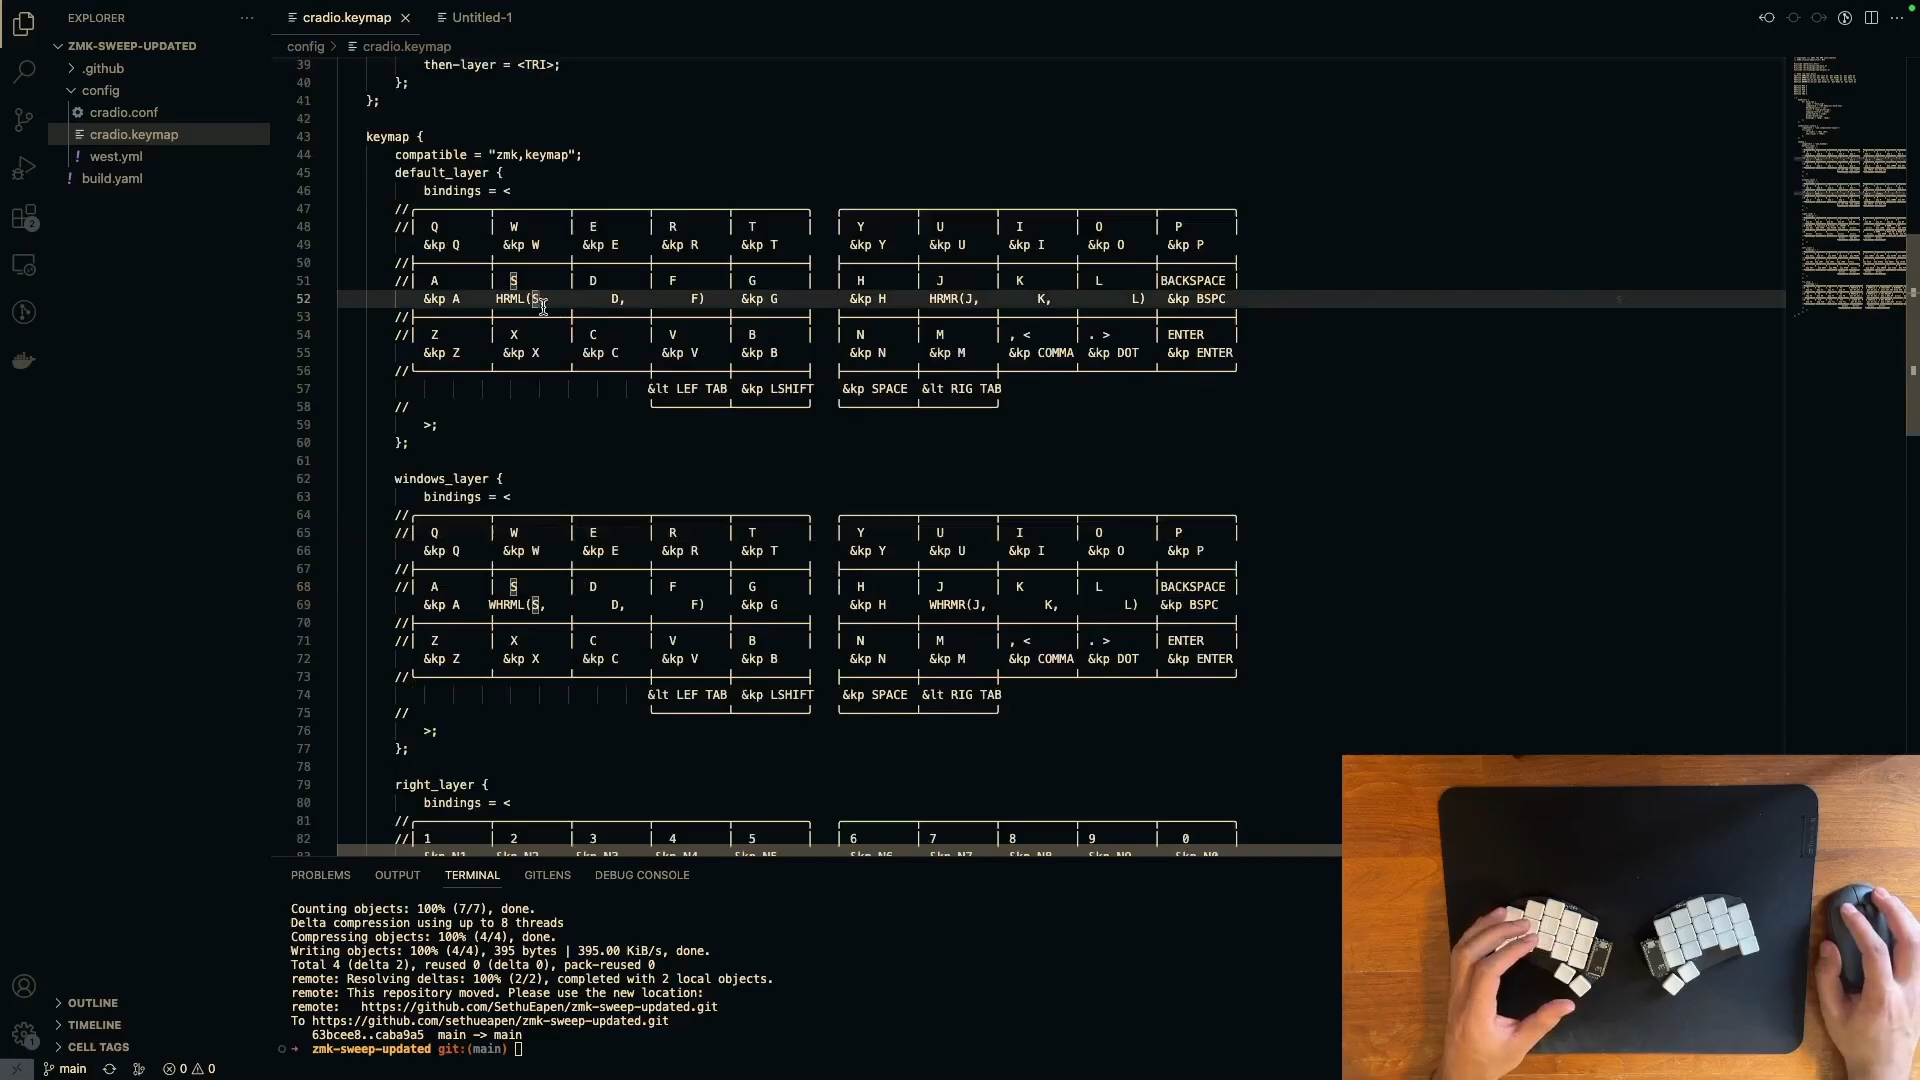 EXPLORER
cradio.keymap
Untitled-1
ZMK-SWEEP-UPDATED
.github
config
cradio.conf
cradio.keymap
west.yml
build.yaml
config > cradio.keymap
39 then-layer = <TRI>;
40 };
41 };
42
43 keymap {
44 compatible = "zmk,keymap";
45 default_layer {
46 bindings = <
47 //
48 //| Q | W | E | R | T | | Y | U | I | O | P |
49 &kp Q &kp W &kp E &kp R &kp T &kp Y &kp U &kp I &kp O &kp P
50 //
51 //| A | S | D | F | G | | H | J | K | L |BACKSPACE|
52 &kp A HRML(S, D, F) &kp G &kp H HRMR(J, K, L) &kp BSPC
53 //
54 //| Z | X | C | V | B | | N | M | , < | . > | ENTER |
55 &kp Z &kp X &kp C &kp V &kp B &kp N &kp M &kp COMMA &kp DOT &kp ENTER
56 //
57 &lt LEF TAB &kp LSHIFT &kp SPACE &lt RIG TAB
58 //
59 >;
60 };
61
62 windows_layer {
63 bindings = <
64 //
65 //| Q | W | E | R | T | | Y | U | I | O | P |
66 &kp Q &kp W &kp E &kp R &kp T &kp Y &kp U &kp I &kp O &kp P
67 //
68 //| A | S | D | F | G | | H | J | K | L |BACKSPACE|
69 &kp A WHRML(S, D, F) &kp G &kp H WHRMR(J, K, L) &kp BSPC
70 //
71 //| Z | X | C | V | B | | N | M | , < | . > | ENTER |
72 &kp Z &kp X &kp C &kp V &kp B &kp N &kp M &kp COMMA &kp DOT &kp ENTER
73 //
74 &lt LEF TAB &kp LSHIFT &kp SPACE &lt RIG TAB
75 //
76 >;
77 };
78
79 right_layer {
80 bindings = <
81 //
82 //| 1 | 2 | 3 | 4 | 5 | | 6 | 7 | 8 | 9 | 0 |
PROBLEMS OUTPUT TERMINAL GITLENS DEBUG CONSOLE
Counting objects: 100% (7/7), done.
Delta compression using up to 8 threads
Compressing objects: 100% (4/4), done.
Writing objects: 100% (4/4), 395 bytes | 395.00 KiB/s, done.
Total 4 (delta 2), reused 0 (delta 0), pack-reused 0
remote: Resolving deltas: 100% (2/2), completed with 2 local objects.
remote: This repository moved. Please use the new location:
remote: https://github.com/SethuEapen/zmk-sweep-updated.git
To https://github.com/sethueapen/zmk-sweep-updated.git
63bcee8..caba9a5 main -> main
zmk-sweep-updated git:(main)
OUTLINE
TIMELINE
CELL TAGS
2
1
main
0 0